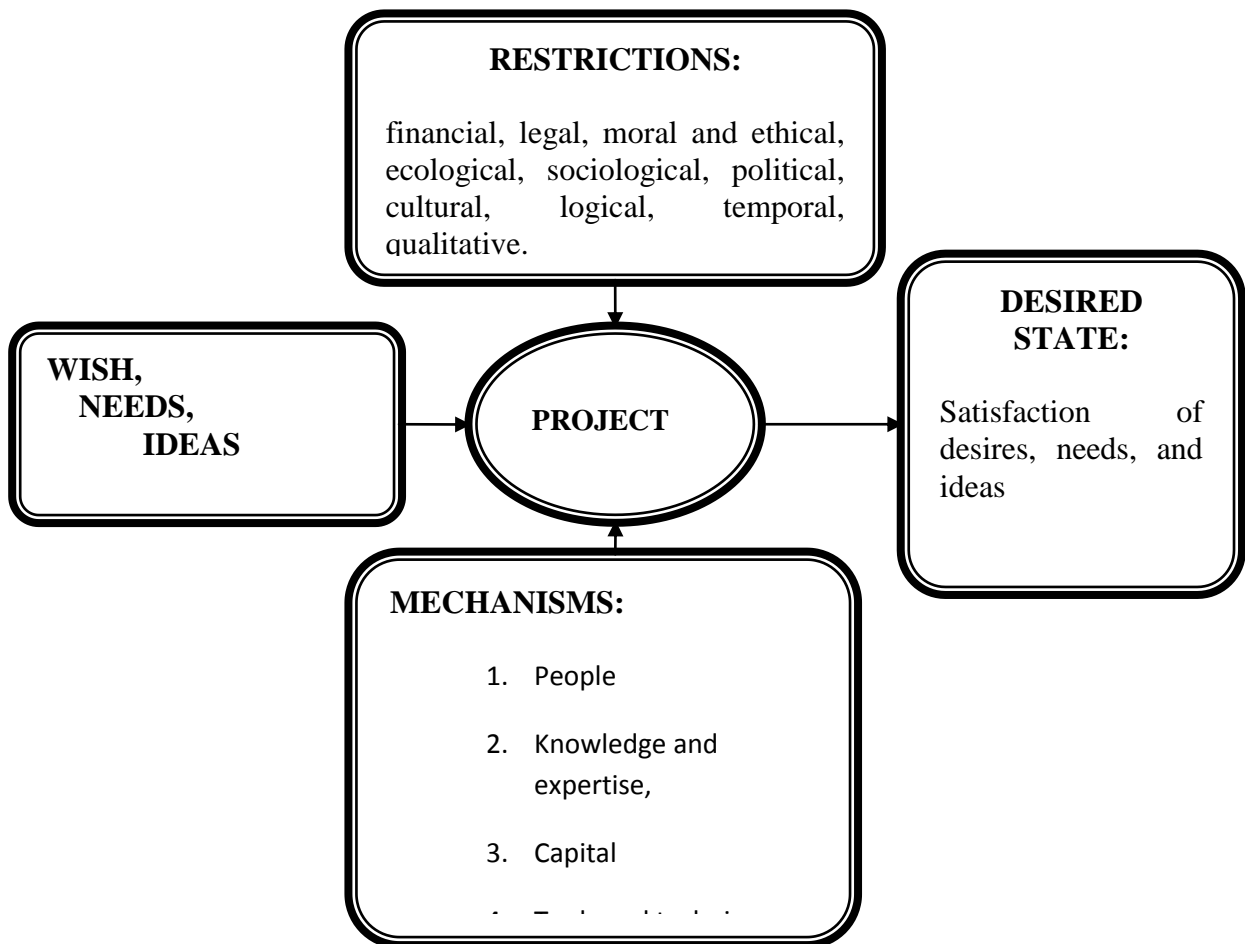 RESTRICTIONS:
financial, legal, moral and ethical,
ecological, sociological, political,
cultural, logical, temporal,
qualitative.
WISH,
NEEDS,
IDEAS
PROJECT
DESIRED
STATE:
Satisfaction of
desires, needs, and
ideas
MECHANISMS:
1. People
2. Knowledge and
expertise,
3. Capital